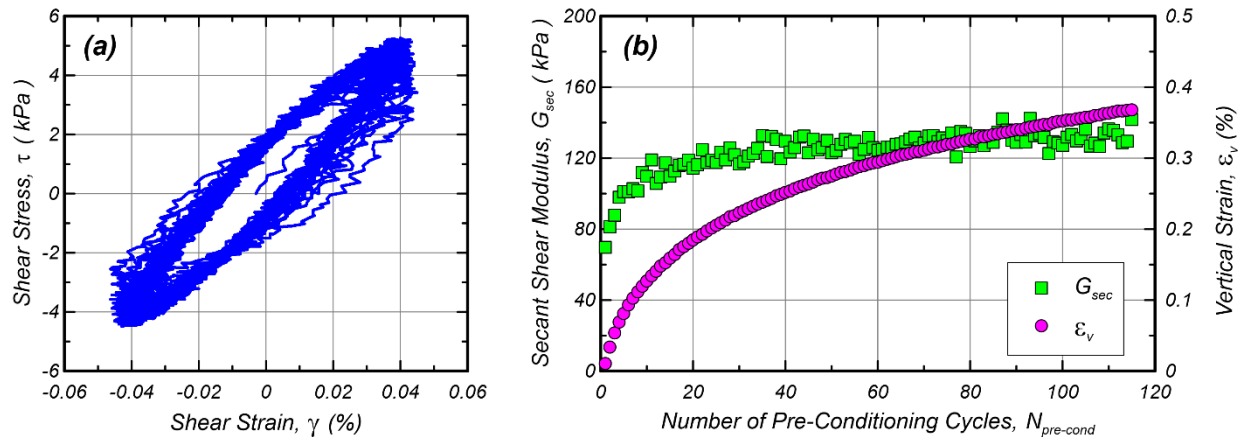 (a)
6
4
2
0
-2
-4
-6
Shear Stress, τ ( kPa )
-0.06 -0.04 -0.02 0 0.02 0.04 0.06
Shear Strain, γ (%)
(b)
200
160
120
80
40
0
Secant Shear Modulus, Gsec ( kPa )
0 20 40 60 80 100 120
Number of Pre-Conditioning Cycles, Npre-cond
0.5
0.4
0.3
0.2
0.1
0
Vertical Strain, εv (%)
Gsec
εv